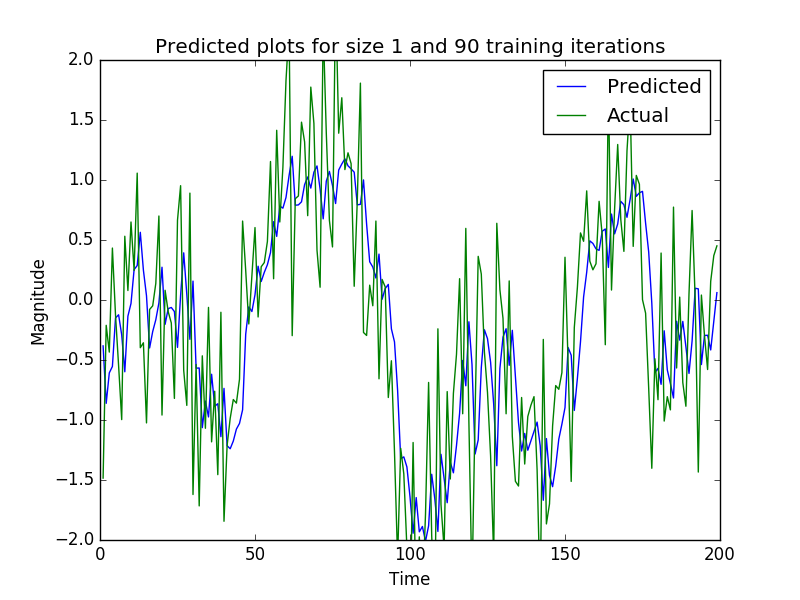 Predicted plots for size 1 and 90 training iterations
2.0
1.5
1.0
0.5
0.0
−0.5
−1.0
−1.5
−2.0
Magnitude
Predicted
Actual
0
50
100
150
200
Time